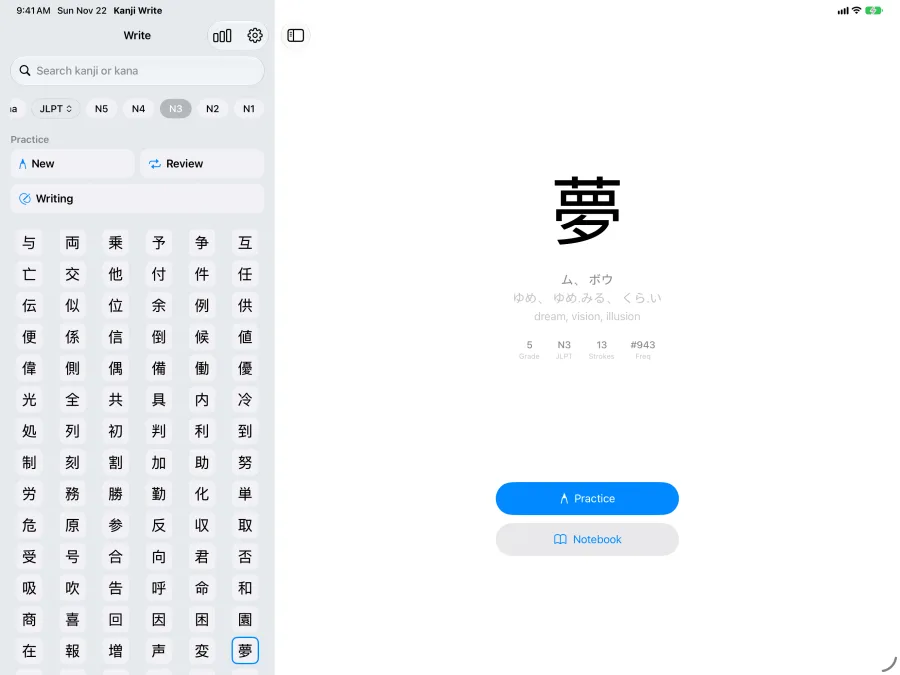 9:41 AM Sun Nov 22 Kanji Write
Write
Search kanji or kana
na JLPT N5 N4 N3 N2 N1
Practice
New Review
Writing
与 両 乗 予 争 互
亡 交 他 付 件 任
伝 似 位 余 例 供
便 係 信 倒 候 値
偉 側 偶 備 働 優
光 全 共 具 内 冷
処 列 初 判 利 到
制 刻 割 加 助 努
労 務 勝 勤 化 単
危 原 参 反 収 取
受 号 合 向 君 否
吸 吹 告 呼 命 和
商 喜 回 因 困 園
在 報 増 声 変 夢
夢
ム、 ボウ
ゆめ、 ゆめ.みる、 くら.い
dream, vision, illusion
5 N3 13 #943
Grade JLPT Strokes Freq
Practice
Notebook